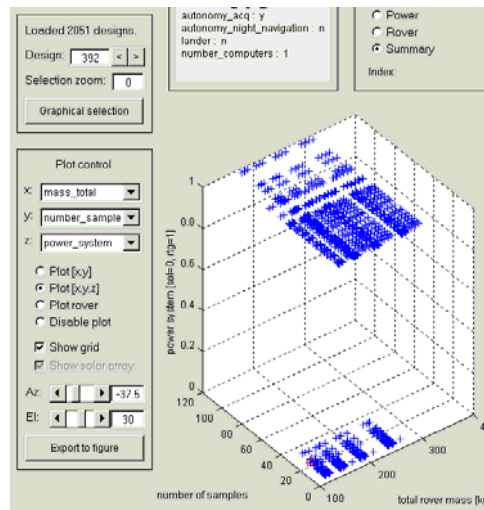 Loaded 2051 designs.
Design: 392 < >
Selection zoom: 0
Graphical selection
autonomy_acq : y
autonomy_night_navigation : n
lander : n
number_computers : 1
Power
Rover
Summary
Index:
Plot control
x: mass_total
y: number_sample
z: power_system
Plot [x,y]
Plot [x,y,z]
Plot rover
Disable plot
Show grid
Show solar array
Az: -37.5
El: 30
Export to figure
power system [sol=0, rtg=1]
1
0.8
0.6
0.4
0.2
0
120
100
80
60
40
20
0
number of samples
100
200
300
4
total rover mass [k